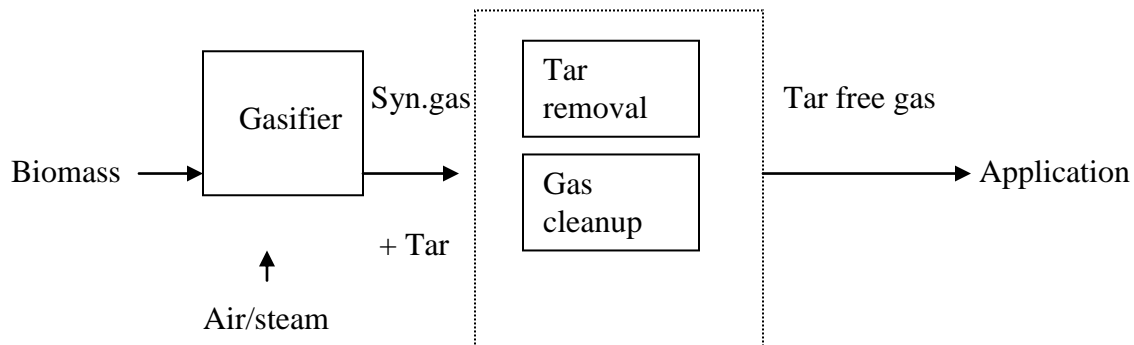 Tar
removal
Syn.gas
Tar free gas
Gasifier
Biomass
Application
Gas
cleanup
+ Tar
Air/steam